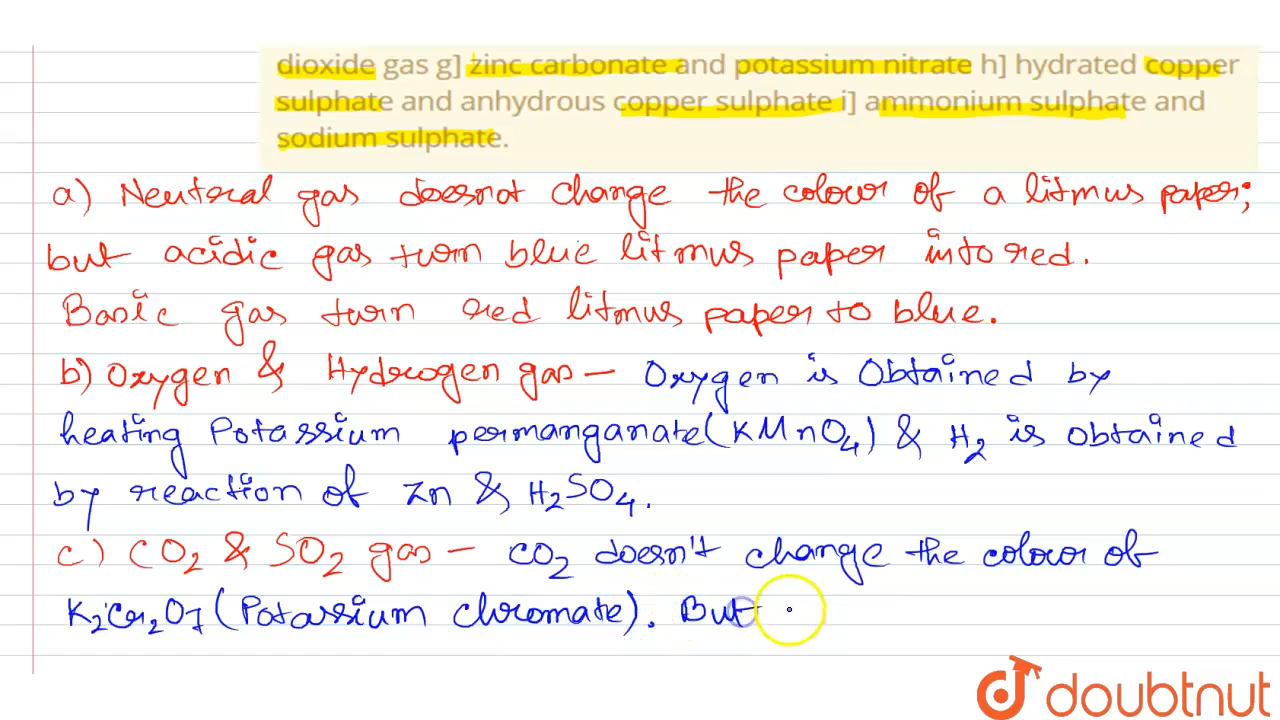 dioxide gas g] zinc carbonate and potassium nitrate h] hydrated copper
sulphate and anhydrous copper sulphate i] ammonium sulphate and
sodium sulphate.
a) Neuteral gas doesnot change the colour of a litmus paper;
but acidic gas turn blue litmus paper into red.
Basic gas turn red litmus paper to blue.
b) Oxygen & Hydrogen gas - Oxygen is Obtained by
heating Potassium permanganate (KMnO4) & H2 is obtained
by reaction of Zn & H2SO4.
c) CO2 & SO2 gas - CO2 doesn't change the colour of
K2Cr2O7 (Potassium chromate). But
doubtnut